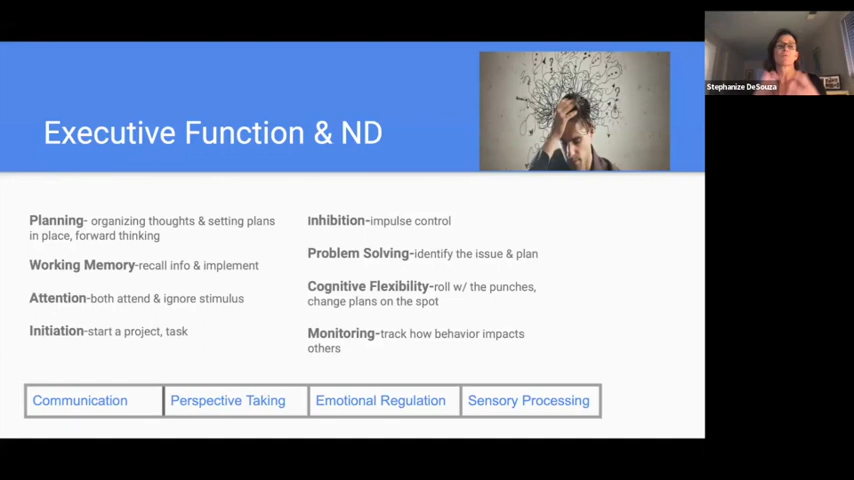 Executive Function & ND
Stephanize DeSouza
Planning- organizing thoughts & setting plans
in place, forward thinking
Working Memory-recall info & implement
Attention-both attend & ignore stimulus
Initiation-start a project, task
Inhibition-impulse control
Problem Solving-identify the issue & plan
Cognitive Flexibility-roll w/ the punches,
change plans on the spot
Monitoring-track how behavior impacts
others
Communication
Perspective Taking
Emotional Regulation
Sensory Processing